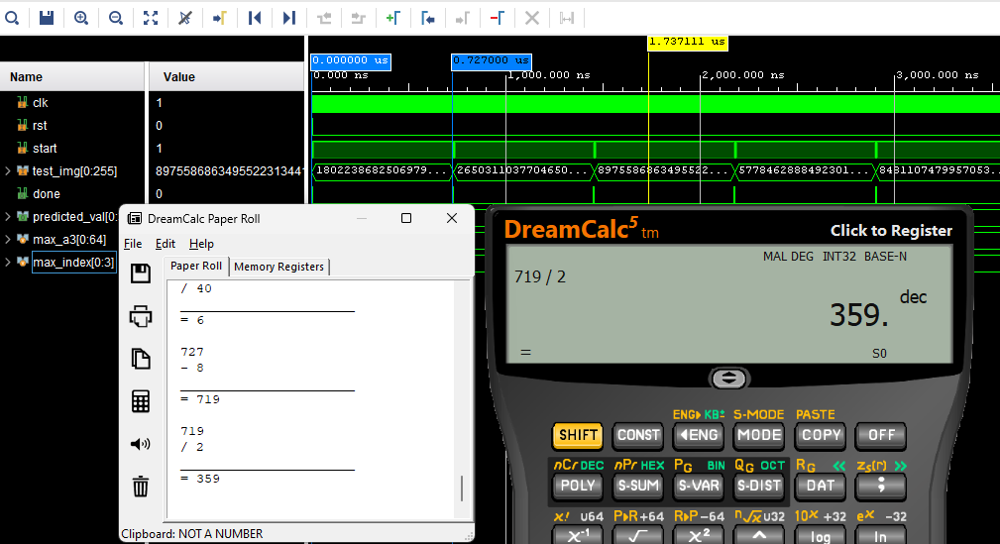 1.737111 us
0.000000 us
0.727000 us
Name
Value
0.000 ns
1,000.000 ns
2,000.000 ns
3,000.000 ns
clk
1
rst
0
start
1
test_img[0:255]
897558686349552231344
1802238682506979...
2650311037704650...
8975586863495522...
5778462888492301...
8481107479957053...
done
0
predicted_val[0:
max_a3[0:64]
max_index[0:3]
DreamCalc Paper Roll
File Edit Help
Paper Roll
Memory Registers
/ 40
= 6
727
- 8
= 719
719
/ 2
= 359
Clipboard: NOT A NUMBER
DreamCalc5 tm
Click to Register
MAL DEG INT32 BASE-N
719 / 2
dec
359.
=
S0
ENG▸ KB± S-MODE PASTE
SHIFT CONST ◀ENG MODE COPY OFF
nCr DEC nPr HEX PG BIN QG OCT RG « zs(r) »
POLY S-SUM S-VAR S-DIST DAT ;
x! u64 P▸R +64 R▸P -64 n√x u32 10x +32 ex -32
x-1 √ x2 ^ log ln